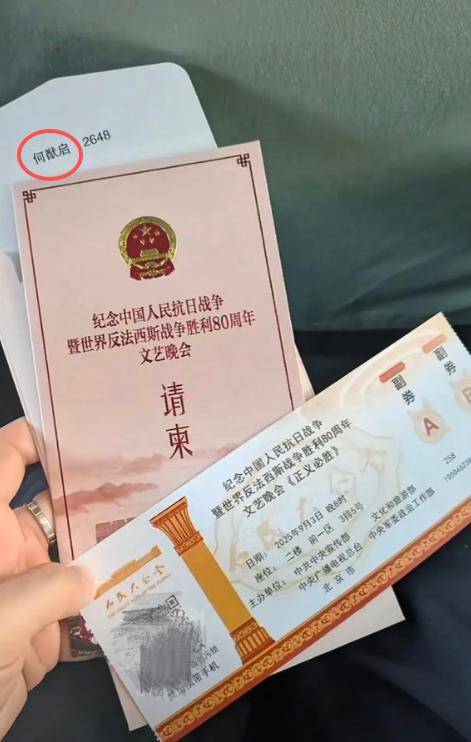 何猷启 2648
纪念中国人民抗日战争
暨世界反法西斯战争胜利80周年
文艺晚会
请柬
纪念中国人民抗日战争
暨世界反法西斯战争胜利80周年
文艺晚会《正义必胜》
日期：2025年9月3日 晚8时
座位：二楼 前一区 3排5号
主办单位：中共中央宣传部 文化和旅游部
中央广播电视总台 中央军委政治工作部
北京市
副券
A
副券
258
人民大会堂
带手机